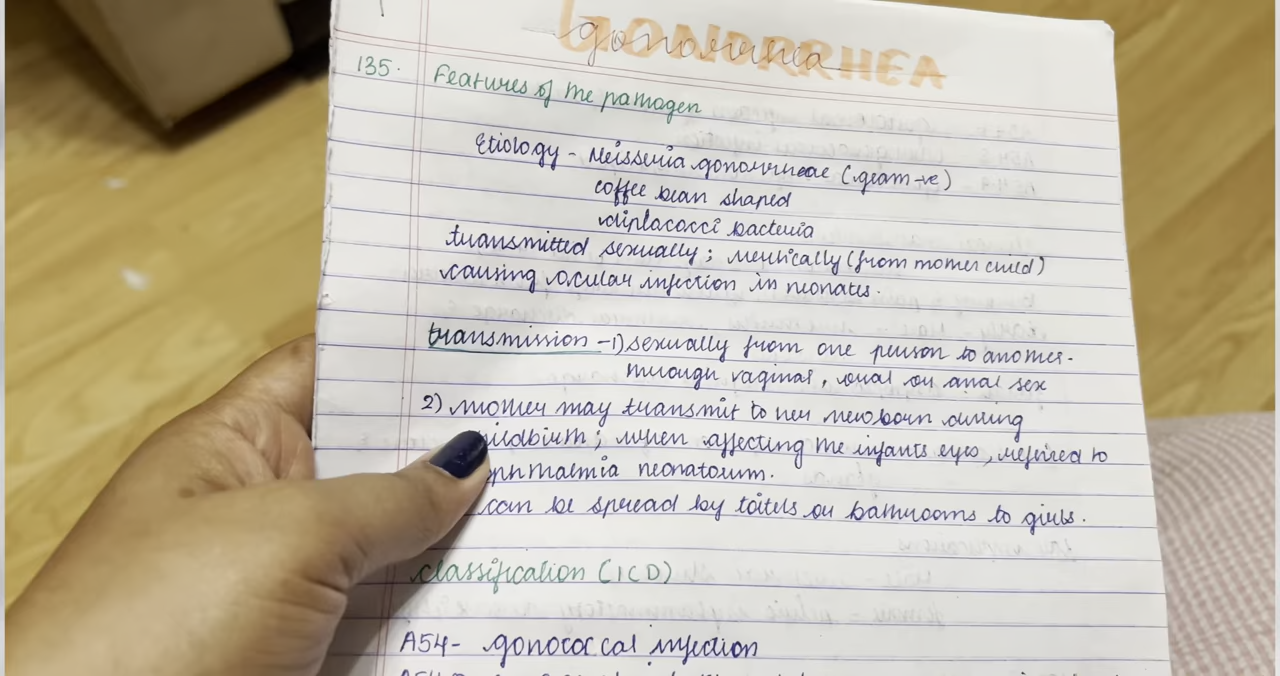 GONORRHEA
gonorrhea
135. Features of the pathogen
Etiology - Neisseria gonorrheae (gram -ve)
coffee bean shaped
diplococci bacteria
transmitted sexually; vertically (from mother child)
causing ocular infection in neonates.
transmission - 1) sexually from one person to another.
through vaginal, oral or anal sex
2) mother may transmit to her newborn during
childbirth; when affecting the infants eyes, refered to
ophthalmia neonatorum.
can be spread by toilets or bathrooms to girls.
classification (ICD)
A54- gonococcal infection